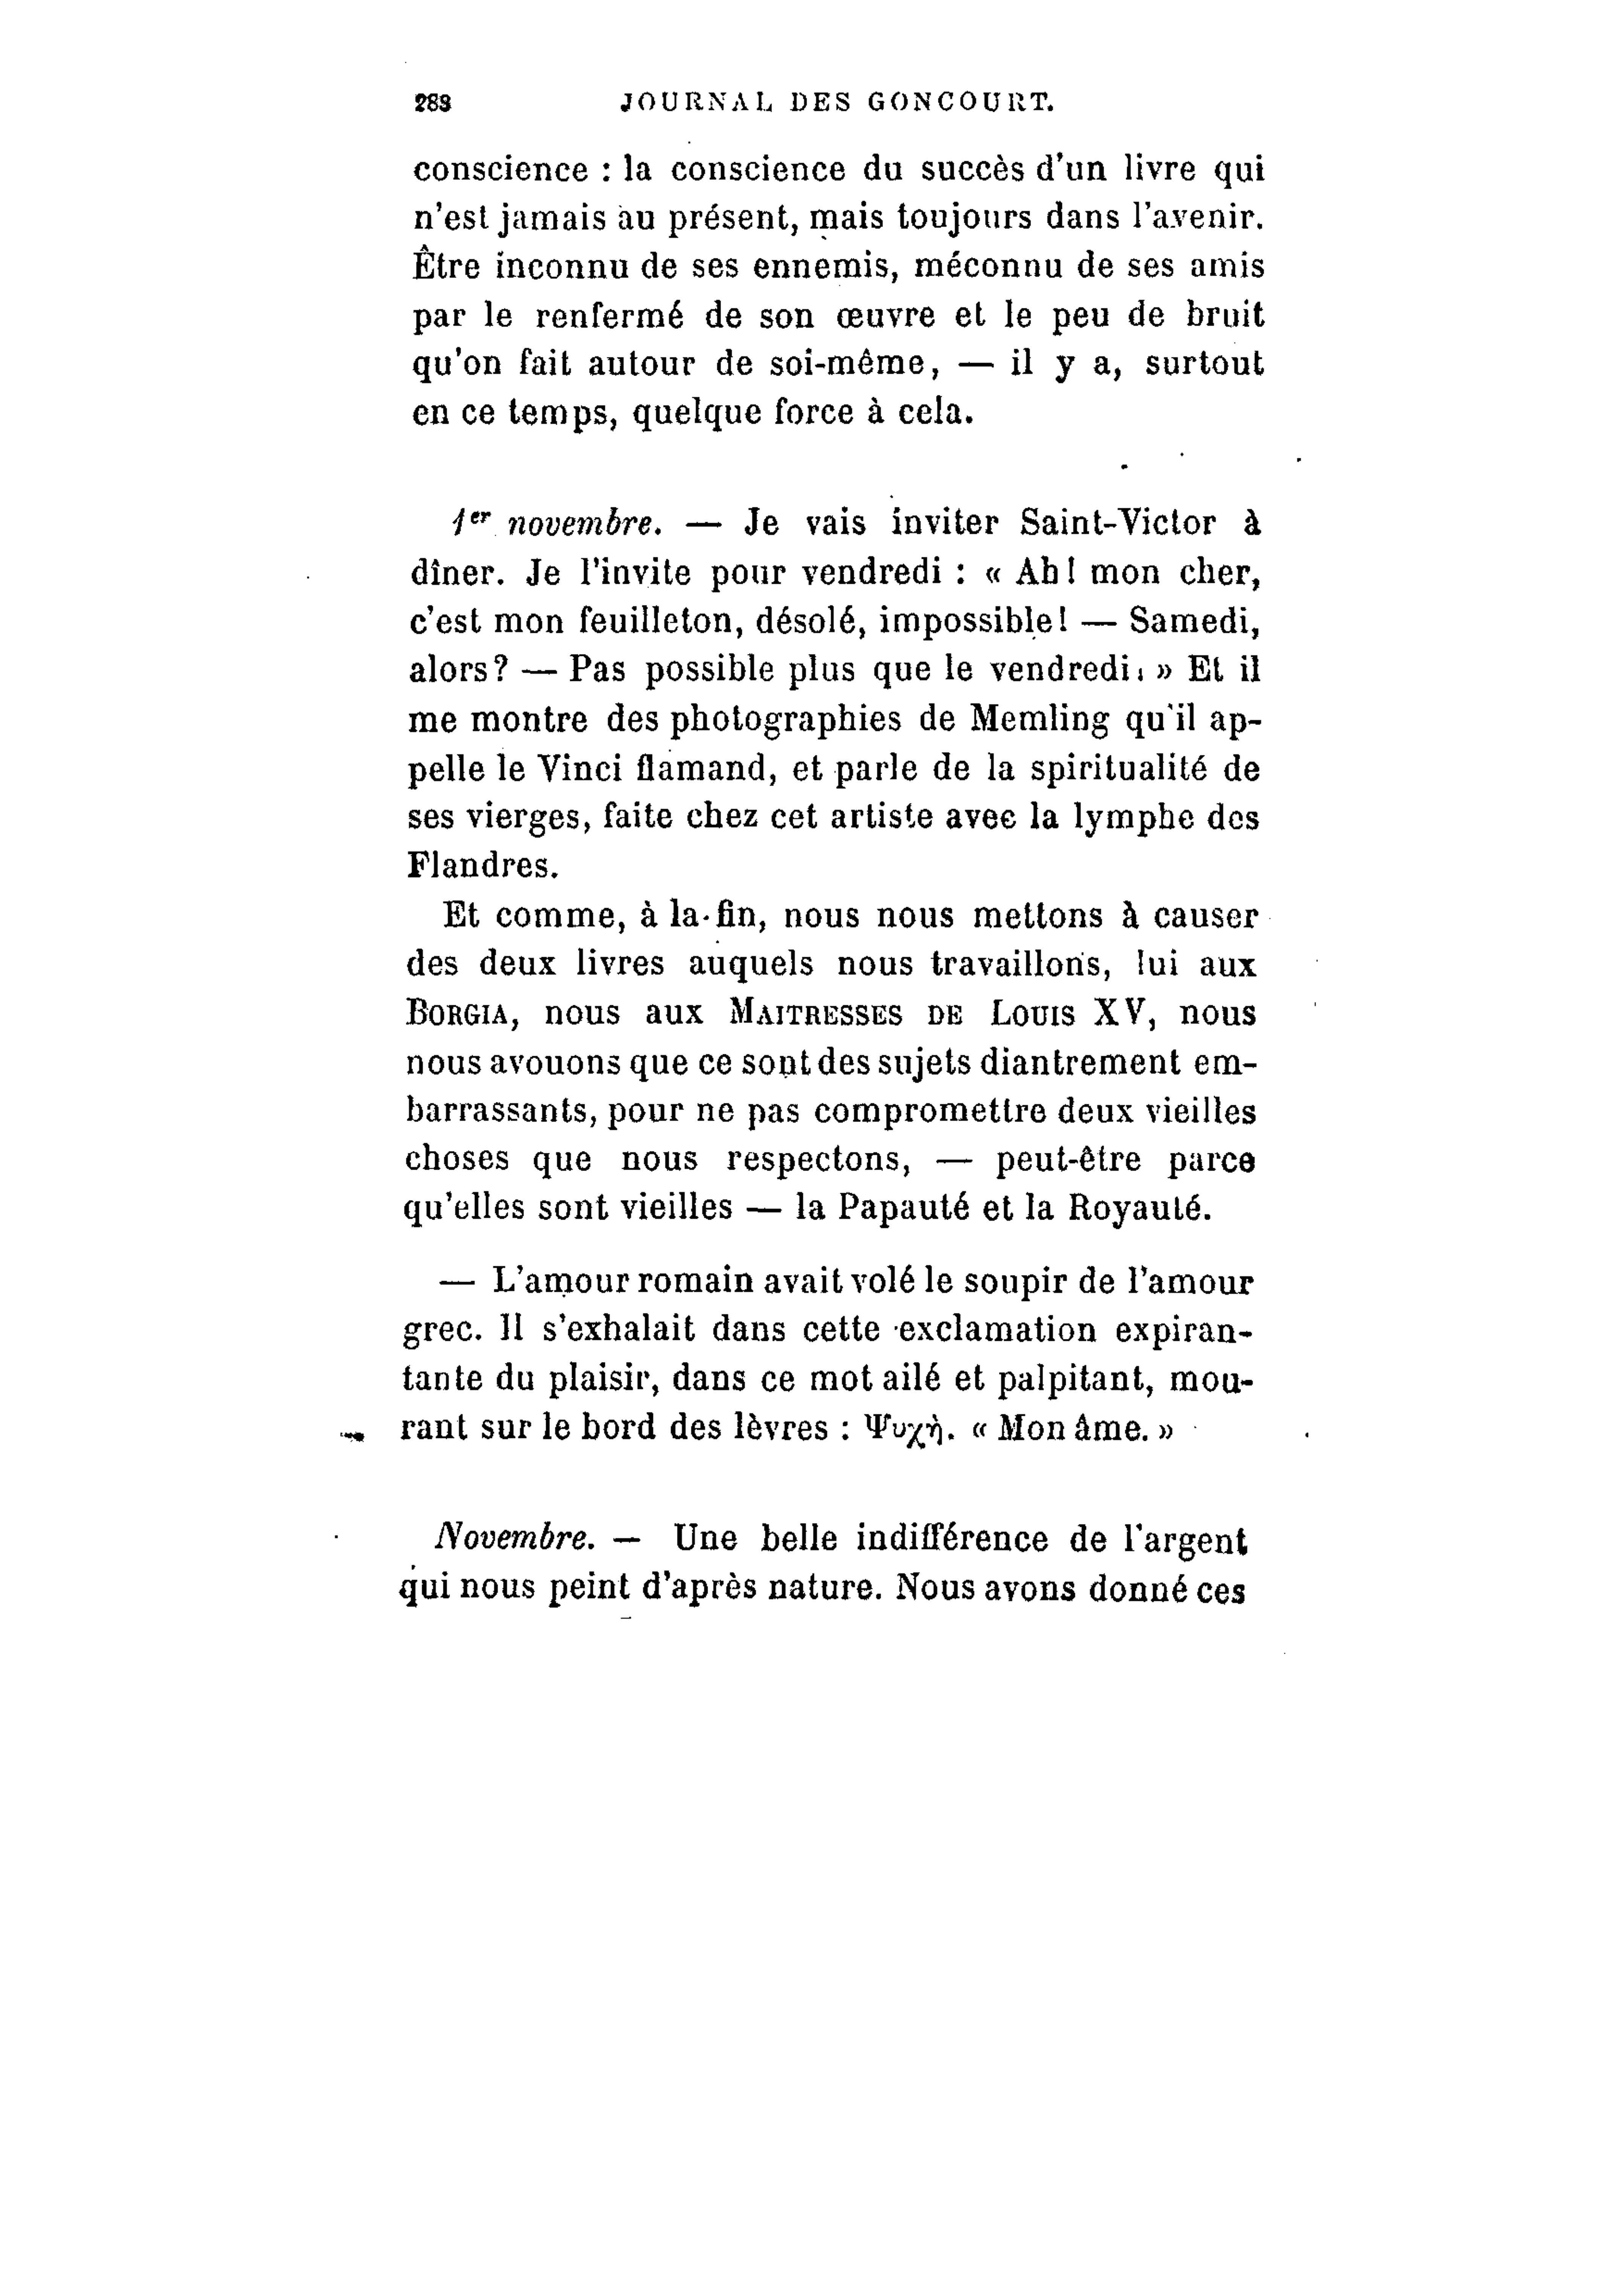 288 JOURNAL DES GONCOURT.
conscience : la conscience du succès d'un livre qui
n'est jamais au présent, mais toujours dans l'avenir.
Être inconnu de ses ennemis, méconnu de ses amis
par le renfermé de son œuvre et le peu de bruit
qu'on fait autour de soi-même, — il y a, surtout
en ce temps, quelque force à cela.
1er novembre. — Je vais inviter Saint-Victor à
dîner. Je l'invite pour vendredi : « Ah! mon cher,
c'est mon feuilleton, désolé, impossible! — Samedi,
alors? — Pas possible plus que le vendredi. » Et il
me montre des photographies de Memling qu'il ap-
pelle le Vinci flamand, et parle de la spiritualité de
ses vierges, faite chez cet artiste avec la lymphe des
Flandres.
Et comme, à la fin, nous nous mettons à causer
des deux livres auquels nous travaillons, lui aux
BORGIA, nous aux MAITRESSES DE LOUIS XV, nous
nous avouons que ce sont des sujets diantrement em-
barrassants, pour ne pas compromettre deux vieilles
choses que nous respectons, — peut-être parce
qu'elles sont vieilles — la Papauté et la Royauté.
— L'amour romain avait volé le soupir de l'amour
grec. Il s'exhalait dans cette exclamation expiran-
tante du plaisir, dans ce mot ailé et palpitant, mou-
rant sur le bord des lèvres : Ψυχὴ. « Mon âme. »
Novembre. — Une belle indifférence de l'argent
qui nous peint d'après nature. Nous avons donné ces